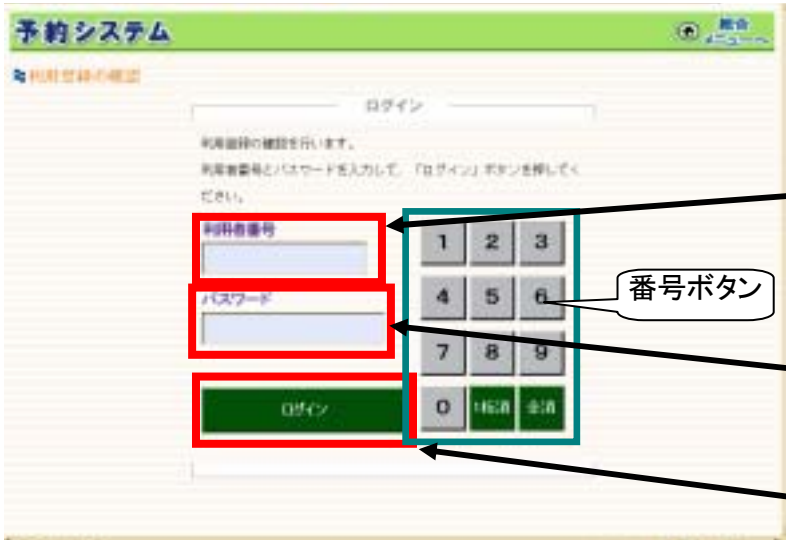 予約システム
総合
メニューへ
利用登録の確認
ログイン
利用登録の確認を行います。
利用者番号とパスワードを入力して、「ログイン」ボタンを押してく
ださい。
利用者番号
1 2 3
パスワード
4 5 6
番号ボタン
7 8 9
ログイン
0 1桁消 全消